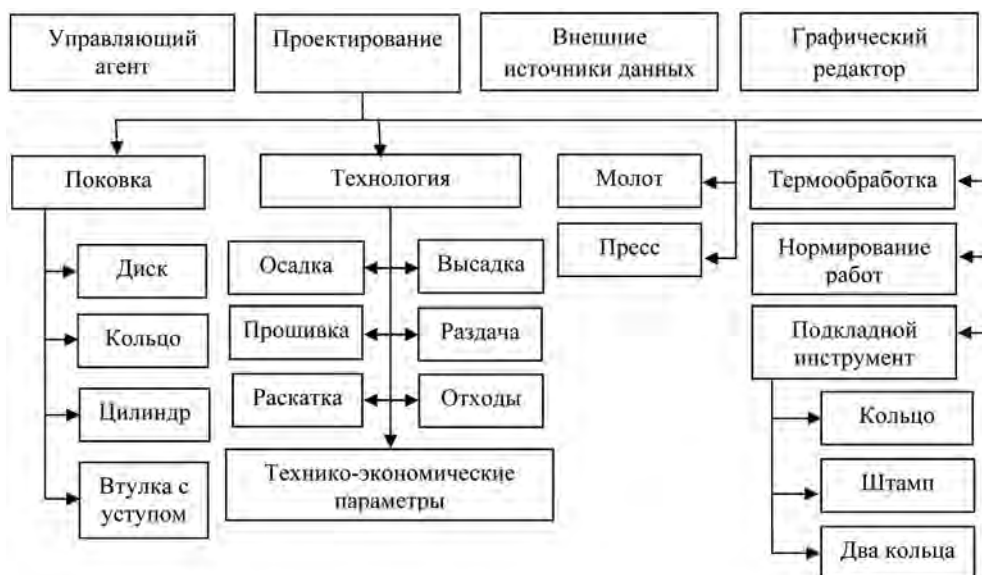 Управляющий
агент
Проектирование
Внешние
источники данных
Графический
редактор
Поковка
Технология
Молот
Термообработка
Диск
Осадка
Высадка
Пресс
Нормирование
работ
Кольцо
Прошивка
Раздача
Подкладной
инструмент
Цилиндр
Раскатка
Отходы
Кольцо
Втулка с
уступом
Технико-экономические
параметры
Штамп
Два кольца